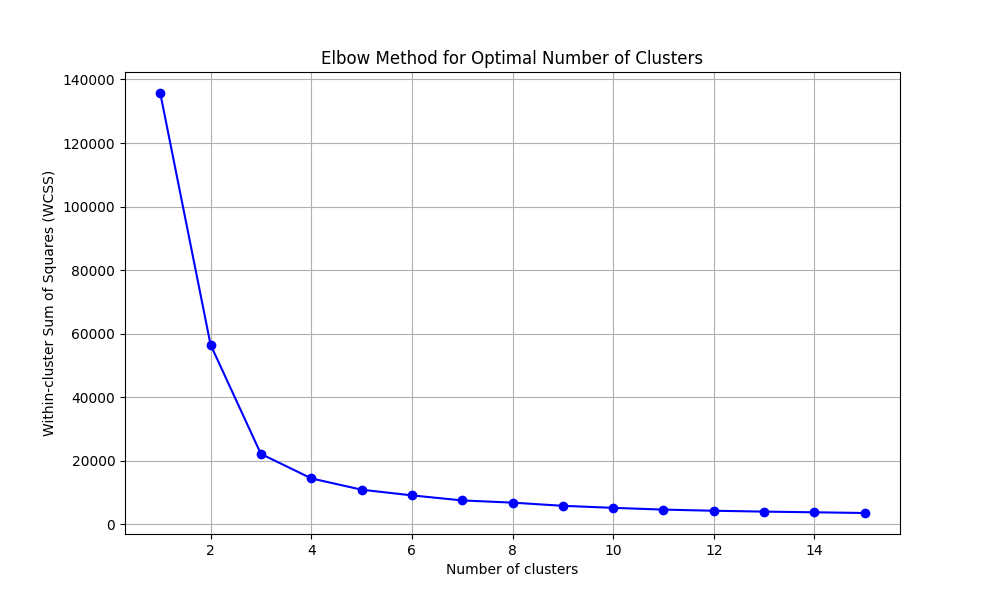 Elbow Method for Optimal Number of Clusters
Within-cluster Sum of Squares (WCSS)
140000
120000
100000
80000
60000
40000
20000
0
2 4 6 8 10 12 14
Number of clusters